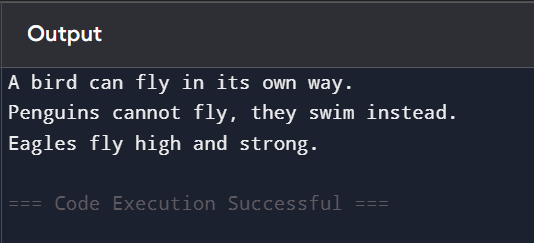 Output
A bird can fly in its own way.
Penguins cannot fly, they swim instead.
Eagles fly high and strong.
=== Code Execution Successful ===